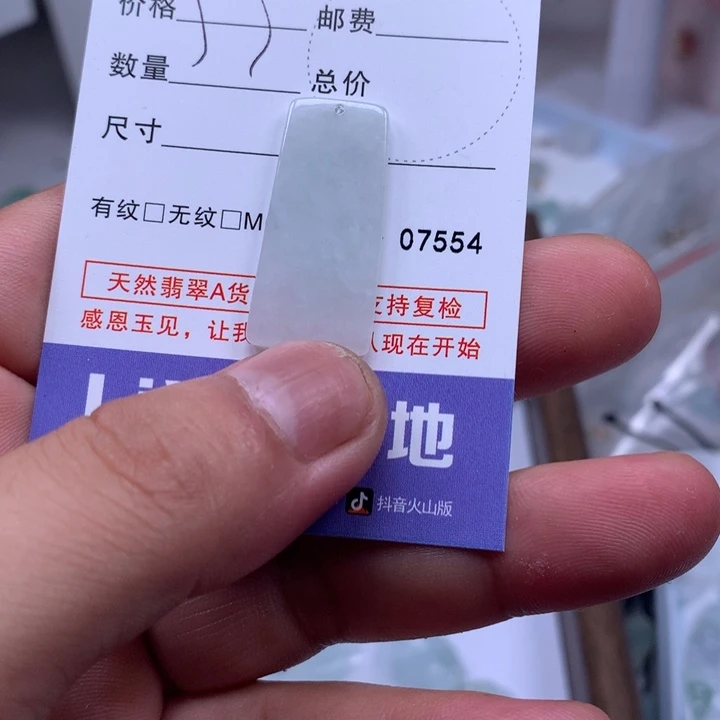 价格 邮费
数量 总价
尺寸
有纹□无纹□M 07554
天然翡翠A货 支持复检
感恩玉见，让我 从现在开始
地
抖音火山版